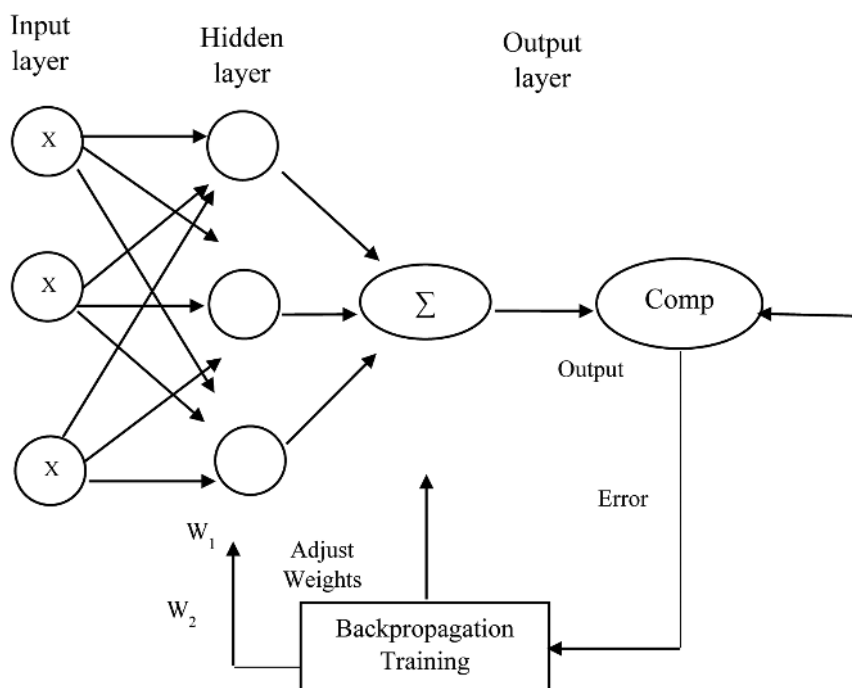 Input
layer
Hidden
layer
Output
layer
X
X
X
∑
Comp
Output
Error
W1
W2
Adjust
Weights
Backpropagation
Training